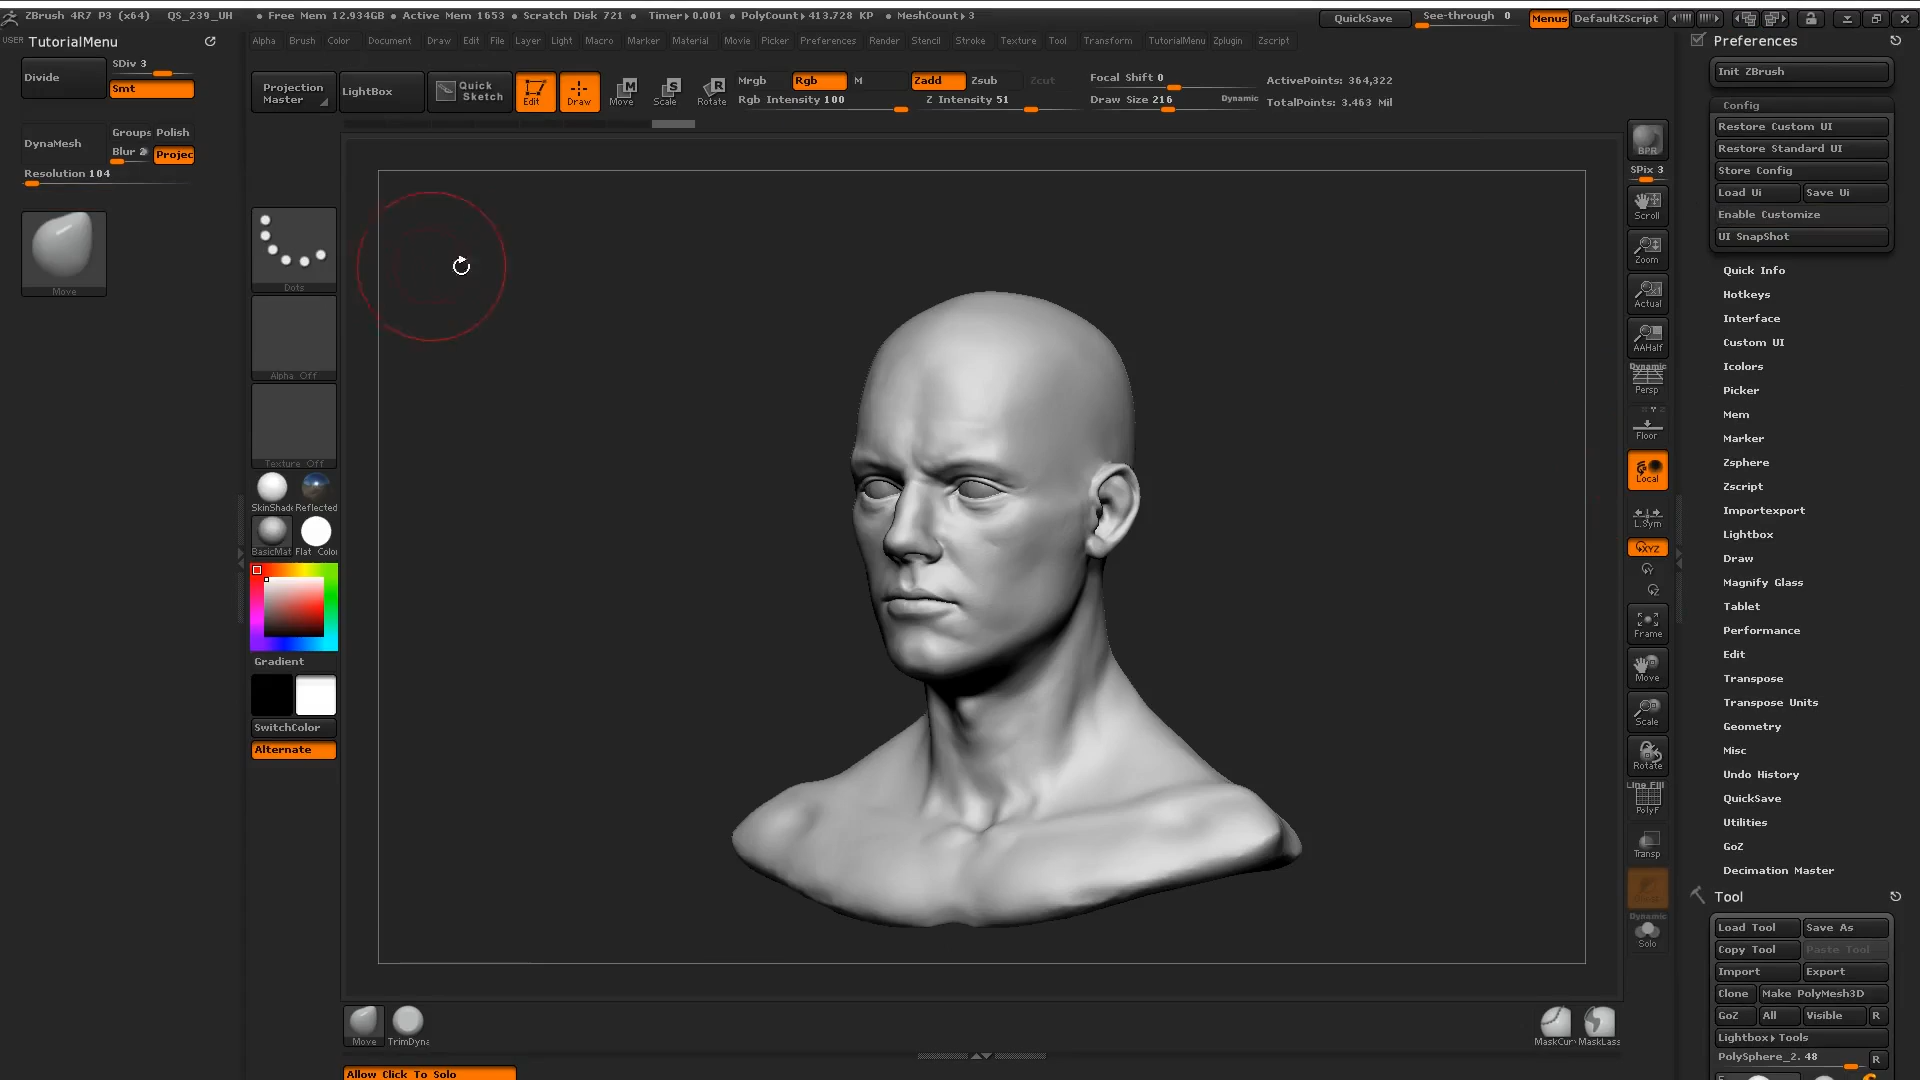 ZBrush 4R7 P3 (x64) QS_239_UH • Free Mem 12.934GB • Active Mem 1653 • Scratch Disk 721 • Timer▸0.001 • PolyCount▸413.728 KP • MeshCount▸3
QuickSave See-through 0 Menus DefaultZScript
USER TutorialMenu
Alpha Brush Color Document Draw Edit File Layer Light Macro Marker Material Movie Picker Preferences Render Stencil Stroke Texture Tool Transform TutorialMenu Zplugin Zscript
Divide
SDiv 3
Smt
DynaMesh
Groups Polish
Blur 2
Projec
Resolution 104
Move
Projection
Master
LightBox
Quick
Sketch
Edit
Draw
Move
Scale
Rotate
Mrgb Rgb M Zadd Zsub Zcut
Rgb Intensity 100 Z Intensity 51
Focal Shift 0
Draw Size 216 Dynamic
ActivePoints: 364,322
TotalPoints: 3.463 Mil
Dots
Alpha Off
Texture Off
SkinShade Reflected
BasicMat Flat Color
Gradient
SwitchColor
Alternate
BPR
SPix 3
Scroll
Zoom
Actual
AAHalf
Dynamic
Persp
Floor
Local
L.Sym
XYZ
Y
Z
Frame
Move
Scale
Rotate
Line Fill
PolyF
Transp
Dynamic
Solo
Preferences
Init ZBrush
Config
Restore Custom UI
Restore Standard UI
Store Config
Load Ui Save Ui
Enable Customize
UI SnapShot
Quick Info
Hotkeys
Interface
Custom UI
Icolors
Picker
Mem
Marker
Zsphere
Zscript
Importexport
Lightbox
Draw
Magnify Glass
Tablet
Performance
Edit
Transpose
Transpose Units
Geometry
Misc
Undo History
QuickSave
Utilities
GoZ
Decimation Master
Tool
Load Tool Save As
Copy Tool Paste Tool
Import Export
Clone Make PolyMesh3D
GoZ All Visible R
Lightbox▸Tools
PolySphere_2. 48 R
Move TrimDyna
MaskCur MaskLass
Allow Click To Solo